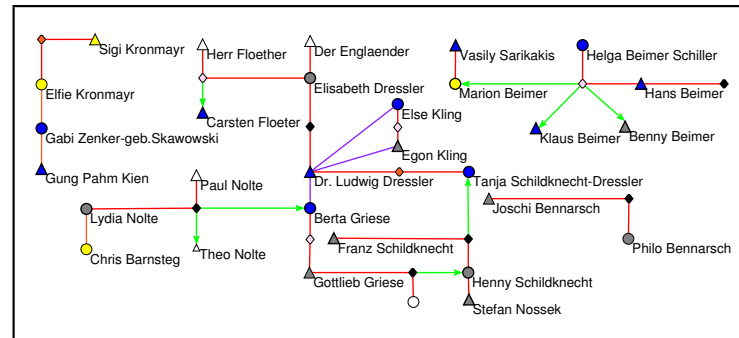 Sigi Kronmayr
Herr Floether
Der Englaender
Vasily Sarikakis
Helga Beimer Schiller
Elfie Kronmayr
Elisabeth Dressler
Marion Beimer
Hans Beimer
Carsten Floeter
Else Kling
Gabi Zenker-geb.Skawowski
Klaus Beimer
Benny Beimer
Egon Kling
Gung Pahm Kien
Paul Nolte
Dr. Ludwig Dressler
Tanja Schildknecht-Dressler
Lydia Nolte
Berta Griese
Joschi Bennarsch
Chris Barnsteg
Theo Nolte
Franz Schildknecht
Philo Bennarsch
Gottlieb Griese
Henny Schildknecht
Stefan Nossek